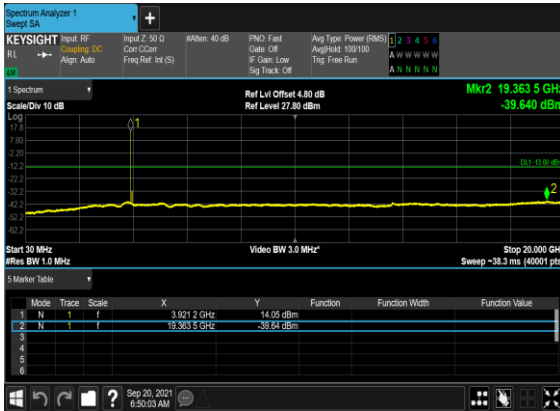 Spectrum Analyzer 1
Swept SA
+
KEYSIGHT Input: RF Input Z: 50 Ω #Atten: 40 dB PNO: Fast Avg Type: Power (RMS) 1 2 3 4 5 6
RL Coupling: DC Corr CCorr Gate: Off Avg|Hold: 100/100 A W W W W W
Align: Auto Freq Ref: Int (S) IF Gain: Low Trig: Free Run
Sig Track: Off A N N N N N
1 Spectrum Ref Lvl Offset 4.80 dB Mkr2 19.363 5 GHz
Scale/Div 10 dB Ref Level 27.80 dBm -39.640 dBm
Log
17.8 1
7.80
-2.20
-12.2 DL1 -13.00 dBm
-22.2
-32.2 2
-42.2
-52.2
-62.2
Start 30 MHz Video BW 3.0 MHz* Stop 20.000 GHz
#Res BW 1.0 MHz Sweep ~38.3 ms (40001 pts)
5 Marker Table
Mode Trace Scale X Y Function Function Width Function Value
1 N 1 f 3.921 2 GHz 14.05 dBm
2 N 1 f 19.363 5 GHz -39.64 dBm
3
4
5
6
? Sep 20, 2021
6:50:03 AM